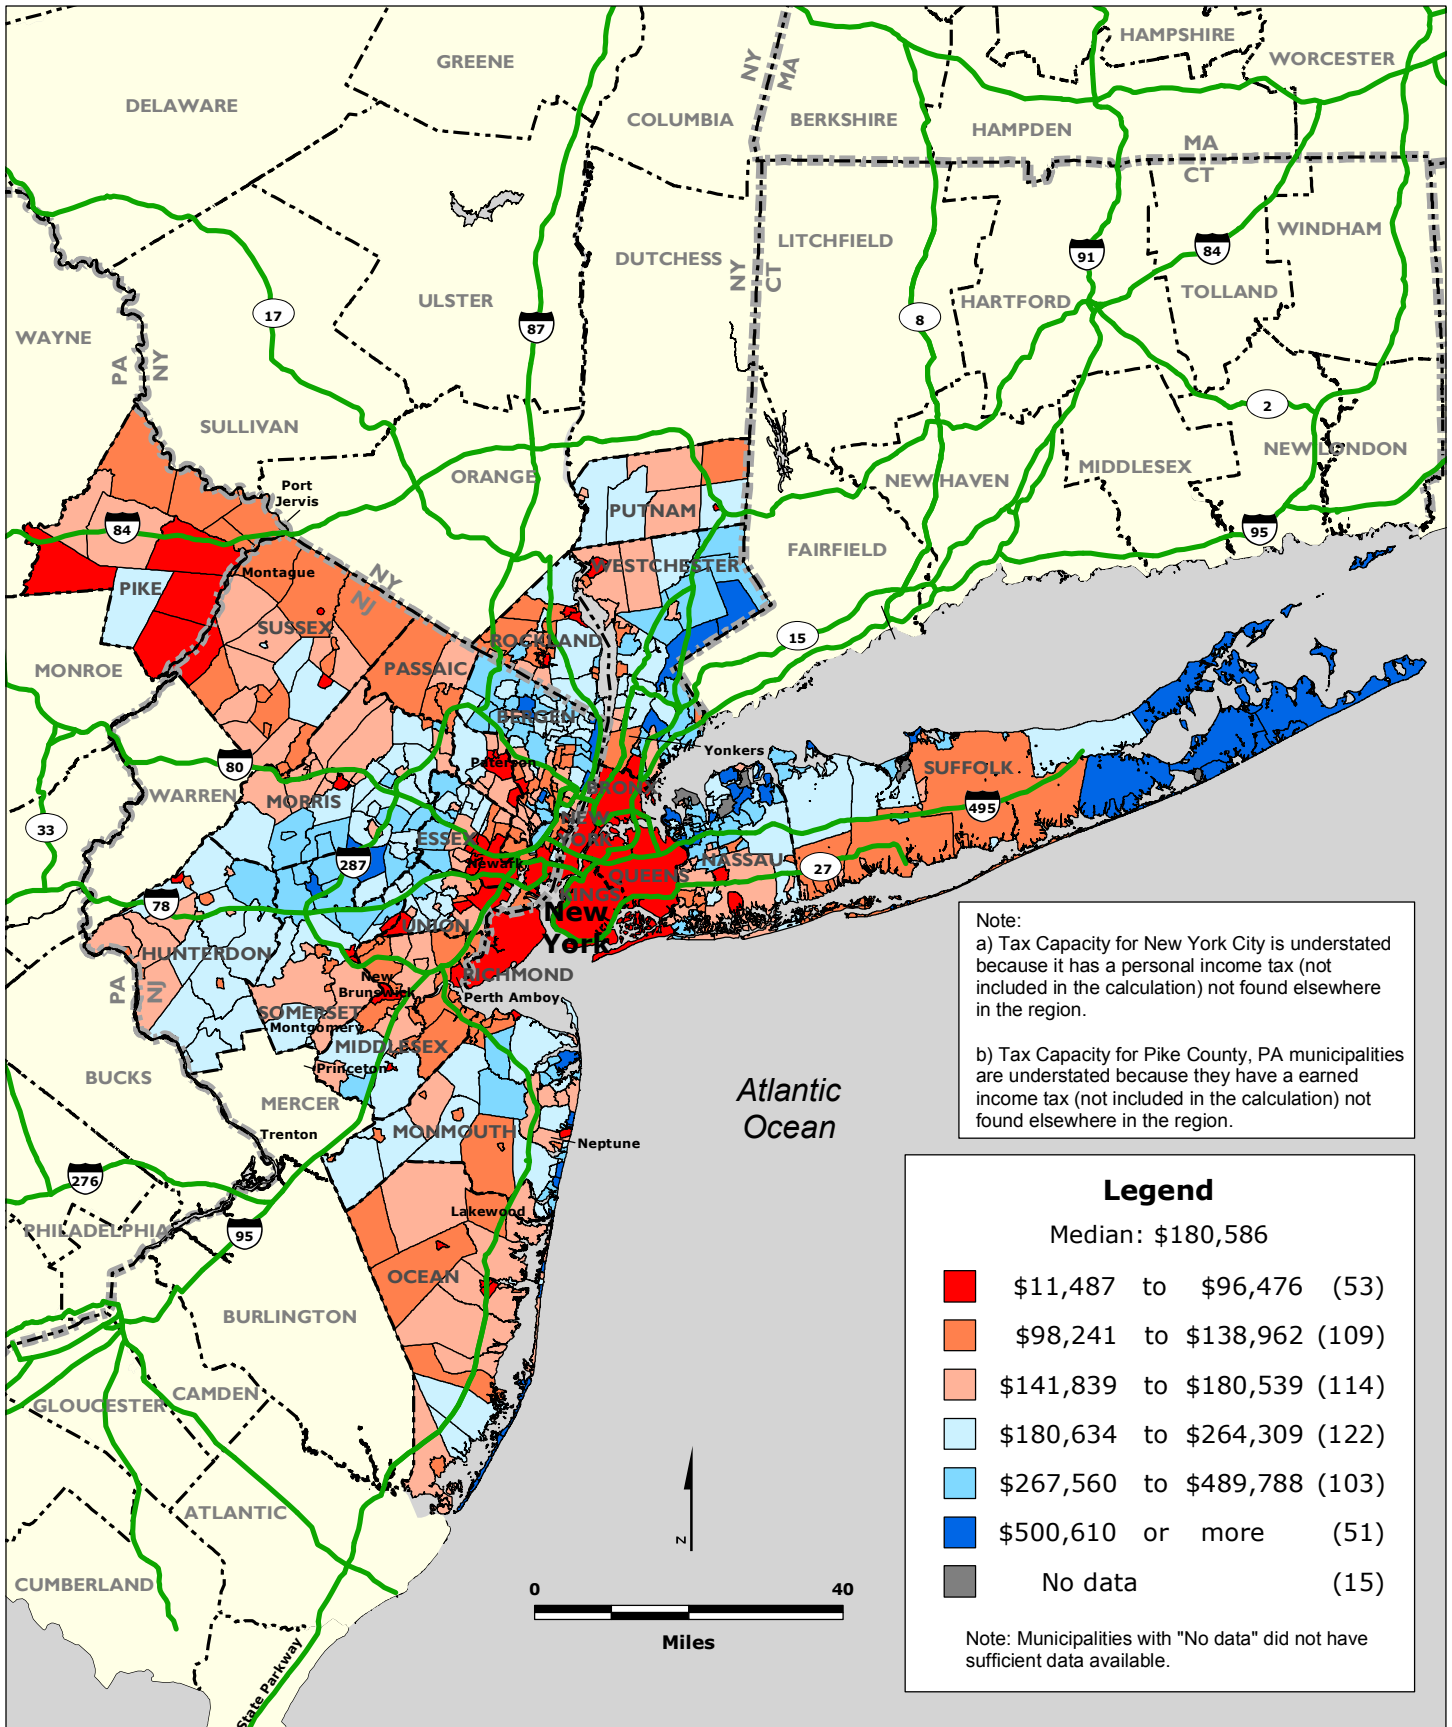 HAMPSHIRE
WORCESTER
GREENE
NY
MA
DELAWARE
COLUMBIA
BERKSHIRE
HAMPDEN
MA
CT
LITCHFIELD
WINDHAM
DUTCHESS
NY
CT
91
84
ULSTER
HARTFORD
TOLLAND
17
87
8
WAYNE
PA
NY
2
SULLIVAN
NEW LONDON
ORANGE
MIDDLESEX
NEW HAVEN
Port
Jervis
PUTNAM
84
95
FAIRFIELD
WESTCHESTER
NY
NJ
Montague
PIKE
SUSSEX
ROCKLAND
15
MONROE
PASSAIC
BERGEN
Yonkers
80
Paterson
SUFFOLK
WARREN
MORRIS
BRONX
495
33
NEW
YORK
ESSEX
287
Newark
NASSAU
27
QUEENS
KINGS
78
New
York
UNION
HUNTERDON
RICHMOND
PA
NJ
New
Brunswick
Perth Amboy
SOMERSET
Montgomery
MIDDLESEX
Princeton
BUCKS
MERCER
MONMOUTH
Trenton
Neptune
Atlantic
Ocean
276
Lakewood
PHILADELPHIA
95
OCEAN
BURLINGTON
CAMDEN
GLOUCESTER
ATLANTIC
CUMBERLAND
State Parkway
N
0
40
Miles
Note:
a) Tax Capacity for New York City is understated
because it has a personal income tax (not
included in the calculation) not found elsewhere
in the region.
b) Tax Capacity for Pike County, PA municipalities
are understated because they have a earned
income tax (not included in the calculation) not
found elsewhere in the region.
Legend
Median: $180,586
$11,487 to $96,476 (53)
$98,241 to $138,962 (109)
$141,839 to $180,539 (114)
$180,634 to $264,309 (122)
$267,560 to $489,788 (103)
$500,610 or more (51)
No data (15)
Note: Municipalities with "No data" did not have
sufficient data available.